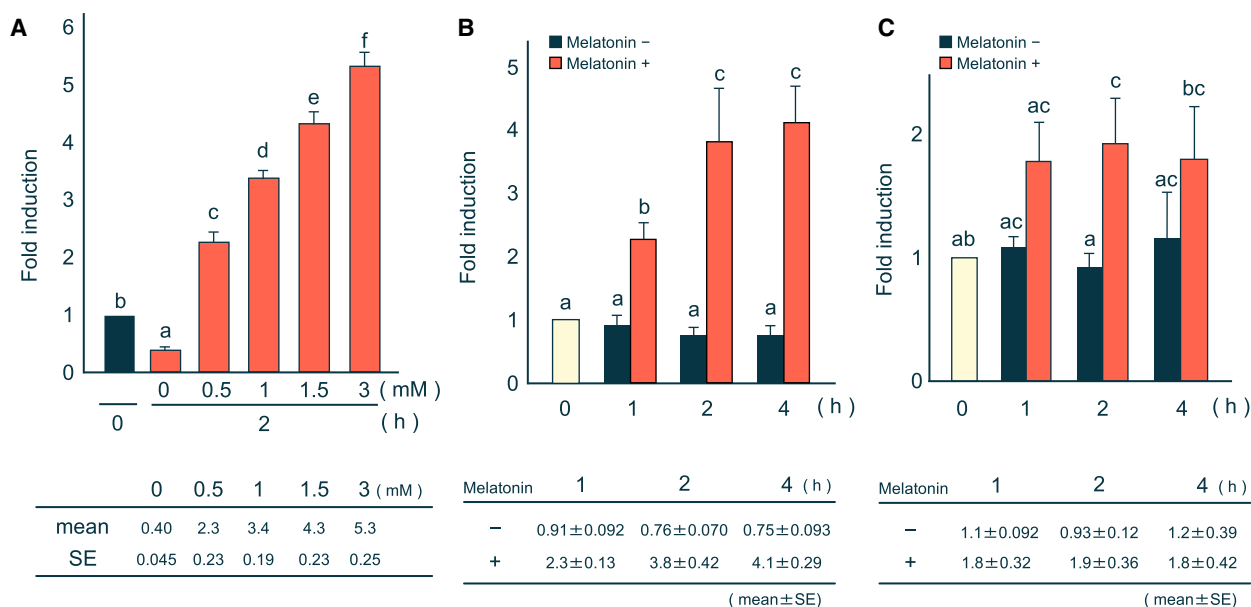 A
Fold induction
6
5
4
3
2
1
0
b
a
c
d
e
f
0 0.5 1 1.5 3 ( mM )
0 2 ( h )
0 0.5 1 1.5 3 ( mM )
mean 0.40 2.3 3.4 4.3 5.3
SE 0.045 0.23 0.19 0.23 0.25
B
Melatonin −
Melatonin +
Fold induction
5
4
3
2
1
0
a
a
b
a
c
a
c
0 1 2 4 ( h )
Melatonin 1 2 4 ( h )
− 0.91±0.092 0.76±0.070 0.75±0.093
+ 2.3±0.13 3.8±0.42 4.1±0.29
( mean±SE)
C
Melatonin −
Melatonin +
Fold induction
2
1
0
ab
ac
ac
a
c
ac
bc
0 1 2 4 ( h )
Melatonin 1 2 4 ( h )
− 1.1±0.092 0.93±0.12 1.2±0.39
+ 1.8±0.32 1.9±0.36 1.8±0.42
( mean±SE)